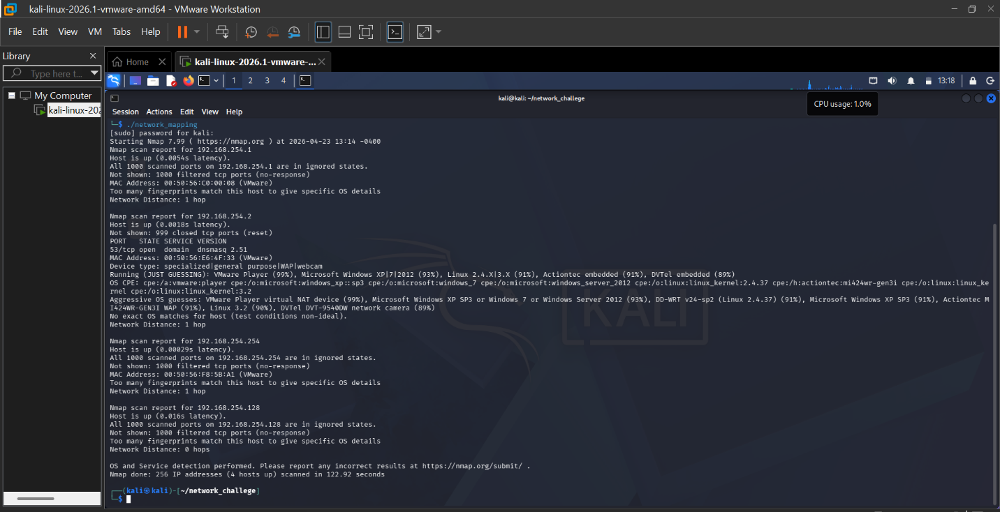 kali-linux-2026.1-vmware-amd64 - VMware Workstation
File Edit View VM Tabs Help
Library
Home
kali-linux-2026.1-vmware-...
Type here t...
1 2 3 4
13:18
My Computer
kali-linux-202
kali@kali: ~/network_challege
CPU usage: 1.0%
Session Actions Edit View Help
└─$ ./network_mapping
[sudo] password for kali:
Starting Nmap 7.99 ( https://nmap.org ) at 2026-04-23 13:14 -0400
Nmap scan report for 192.168.254.1
Host is up (0.0054s latency).
All 1000 scanned ports on 192.168.254.1 are in ignored states.
Not shown: 1000 filtered tcp ports (no-response)
MAC Address: 00:50:56:C0:00:08 (VMware)
Too many fingerprints match this host to give specific OS details
Network Distance: 1 hop
Nmap scan report for 192.168.254.2
Host is up (0.0018s latency).
Not shown: 999 closed tcp ports (reset)
PORT   STATE SERVICE VERSION
53/tcp open  domain  dnsmasq 2.51
MAC Address: 00:50:56:E6:4F:33 (VMware)
Device type: specialized|general purpose|WAP|webcam
Running (JUST GUESSING): VMware Player (99%), Microsoft Windows XP|7|2012 (93%), Linux 2.4.X|3.X (91%), Actiontec embedded (91%), DVTel embedded (89%)
OS CPE: cpe:/a:vmware:player cpe:/o:microsoft:windows_xp::sp3 cpe:/o:microsoft:windows_7 cpe:/o:microsoft:windows_server_2012 cpe:/o:linux:linux_kernel:2.4.37 cpe:/h:actiontec:mi424wr-gen3i cpe:/o:linux:linux_ke
rnel cpe:/o:linux:linux_kernel:3.2
Aggressive OS guesses: VMware Player virtual NAT device (99%), Microsoft Windows XP SP3 or Windows 7 or Windows Server 2012 (93%), DD-WRT v24-sp2 (Linux 2.4.37) (91%), Microsoft Windows XP SP3 (91%), Actiontec M
I424WR-GEN3I WAP (91%), Linux 3.2 (90%), DVTel DVT-9540DW network camera (89%)
No exact OS matches for host (test conditions non-ideal).
Network Distance: 1 hop
KALI
Nmap scan report for 192.168.254.254
Host is up (0.00029s latency).
All 1000 scanned ports on 192.168.254.254 are in ignored states.
Not shown: 1000 filtered tcp ports (no-response)
MAC Address: 00:50:56:F8:5B:A1 (VMware)
Too many fingerprints match this host to give specific OS details
Network Distance: 1 hop
Nmap scan report for 192.168.254.128
Host is up (0.016s latency).
All 1000 scanned ports on 192.168.254.128 are in ignored states.
Not shown: 1000 filtered tcp ports (no-response)
Too many fingerprints match this host to give specific OS details
Network Distance: 0 hops
OS and Service detection performed. Please report any incorrect results at https://nmap.org/submit/ .
Nmap done: 256 IP addresses (4 hosts up) scanned in 122.92 seconds
┌──(kali㉿kali)-[~/network_challege]
└─$